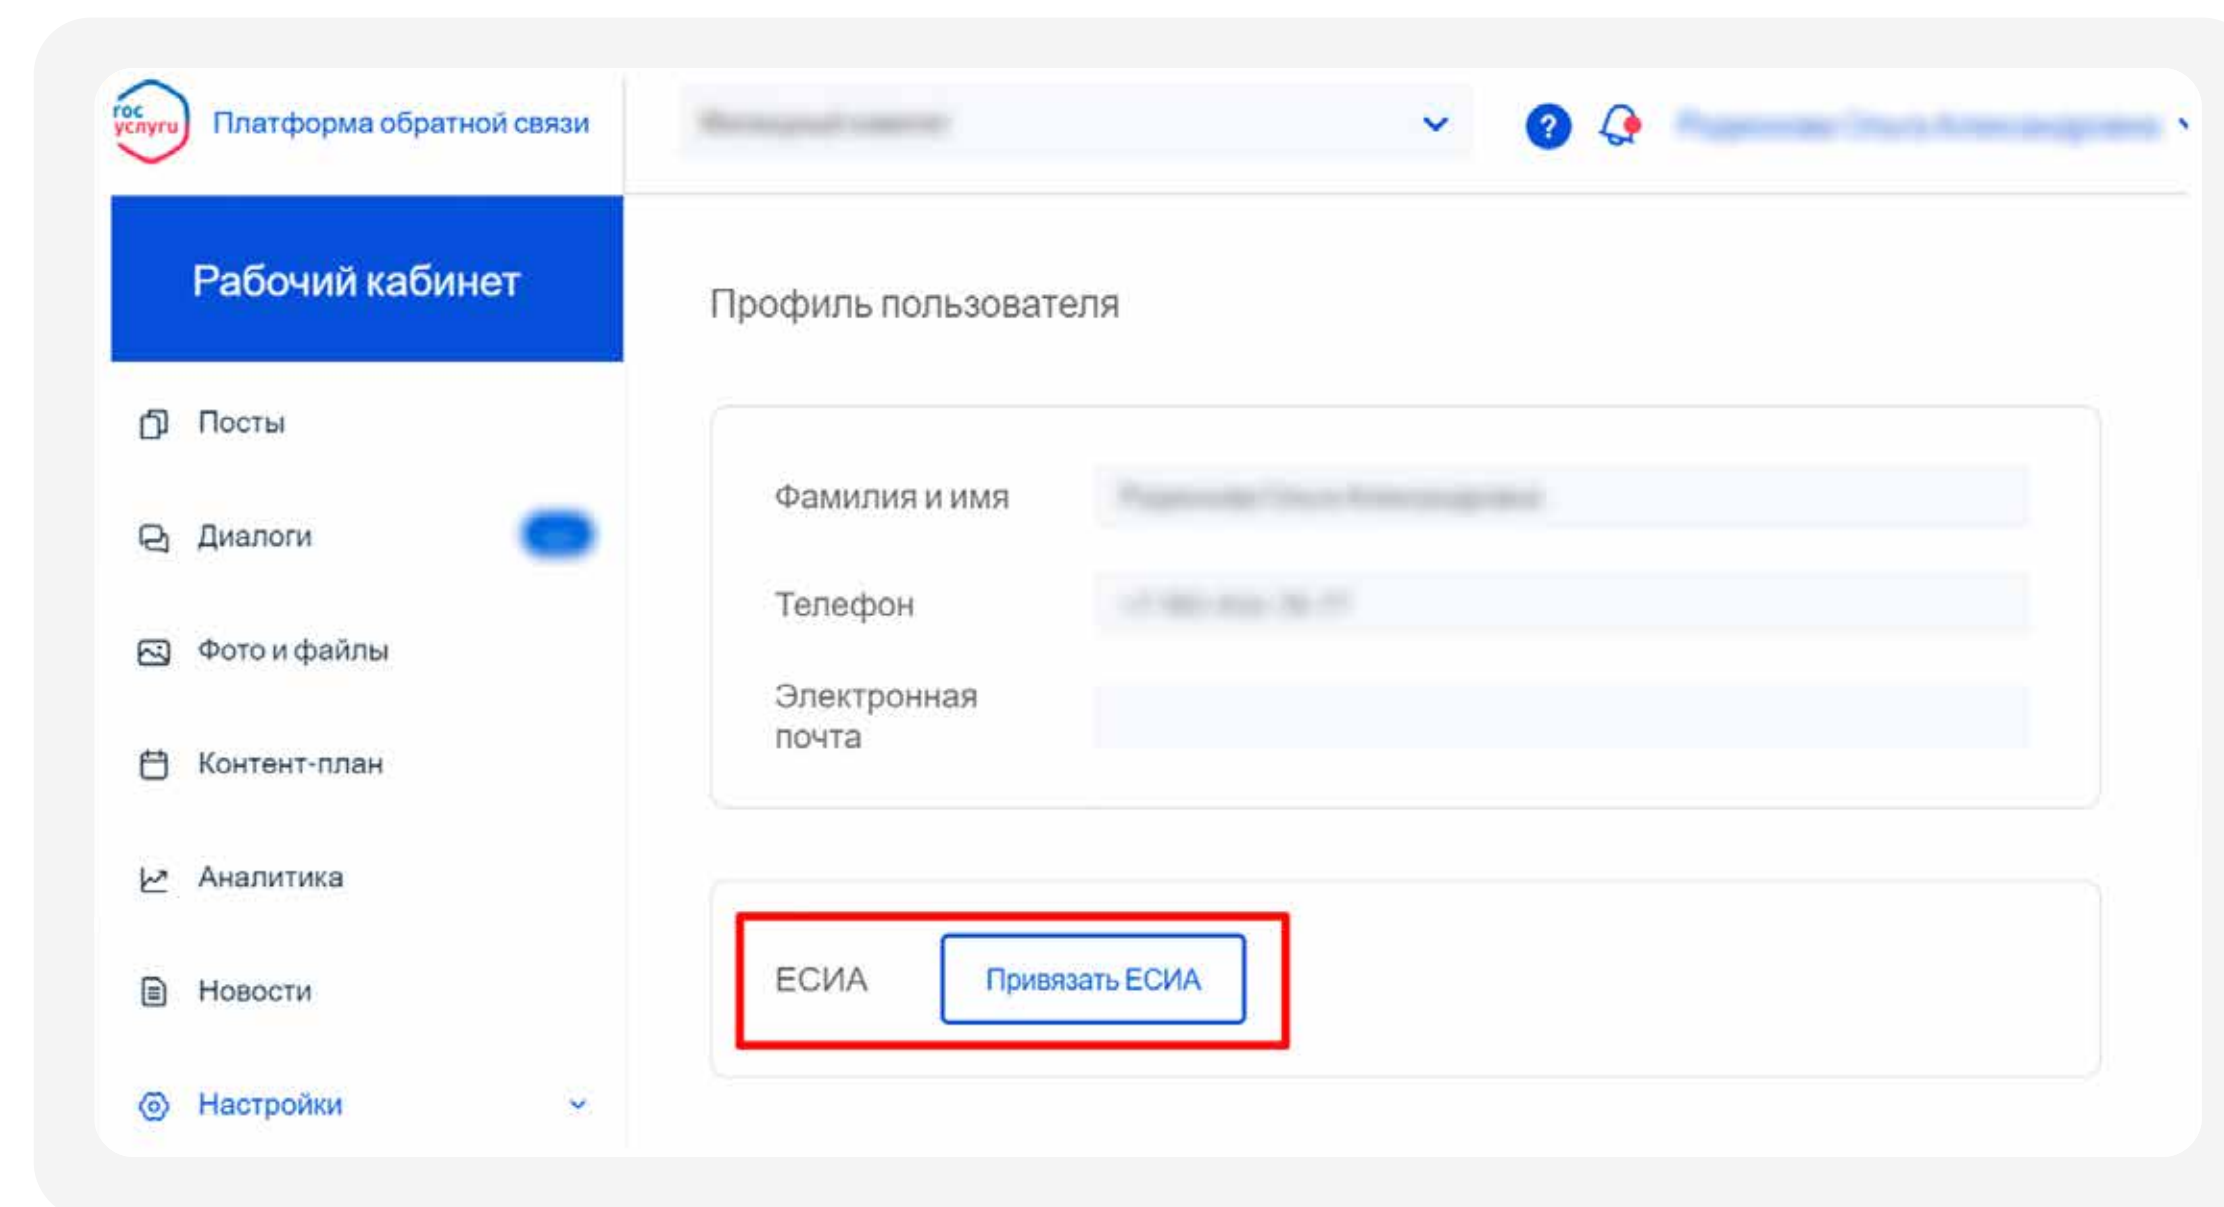 гос
услуги
Платформа обратной связи
?
Рабочий кабинет
Профиль пользователя
Посты
Фамилия и имя
Диалоги
Телефон
Фото и файлы
Электронная
почта
Контент-план
Аналитика
ЕСИА
Привязать ЕСИА
Новости
Настройки